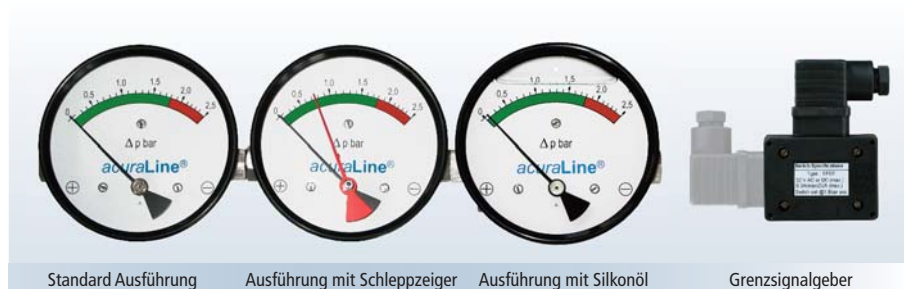 0 0,5 1,0 1,5 2,0 2,5
Δ p bar
acuraLine®
0 0,5 1,0 1,5 2,0 2,5
Δ p bar
acuraLine®
0 0,5 1,0 1,5 2,0 2,5
Δ p bar
acuraLine®
Switch Specifications
Standard Ausführung
Ausführung mit Schleppzeiger
Ausführung mit Silkonöl
Grenzsignalgeber